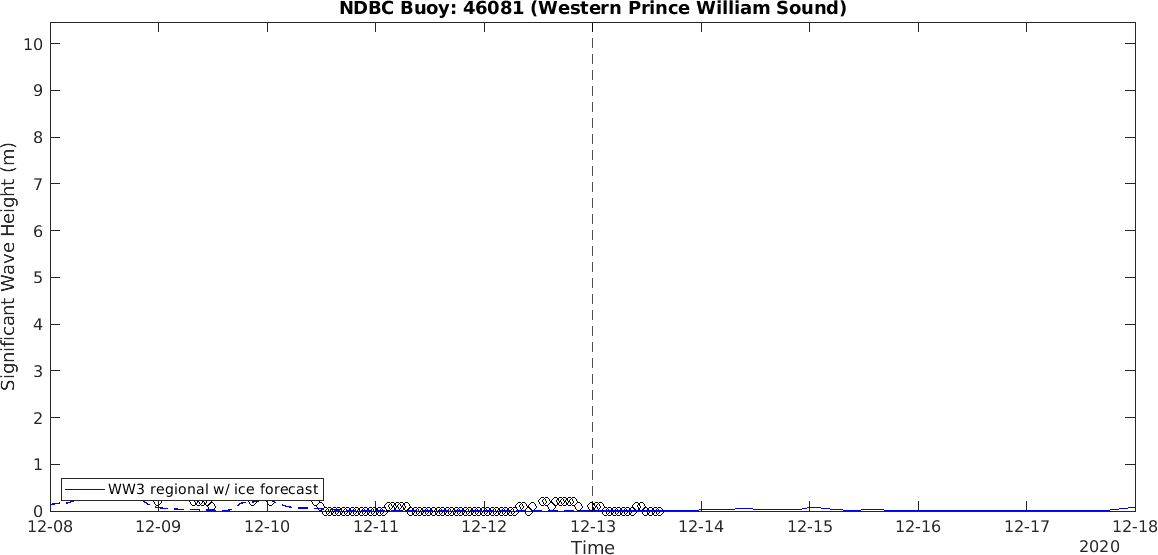 NDBC Buoy: 46081 (Western Prince William Sound)
Significant Wave Height (m)
10
9
8
7
6
5
4
3
2
1
0
WW3 regional w/ ice forecast
12-08 12-09 12-10 12-11 12-12 12-13 12-14 12-15 12-16 12-17 12-18
Time
2020